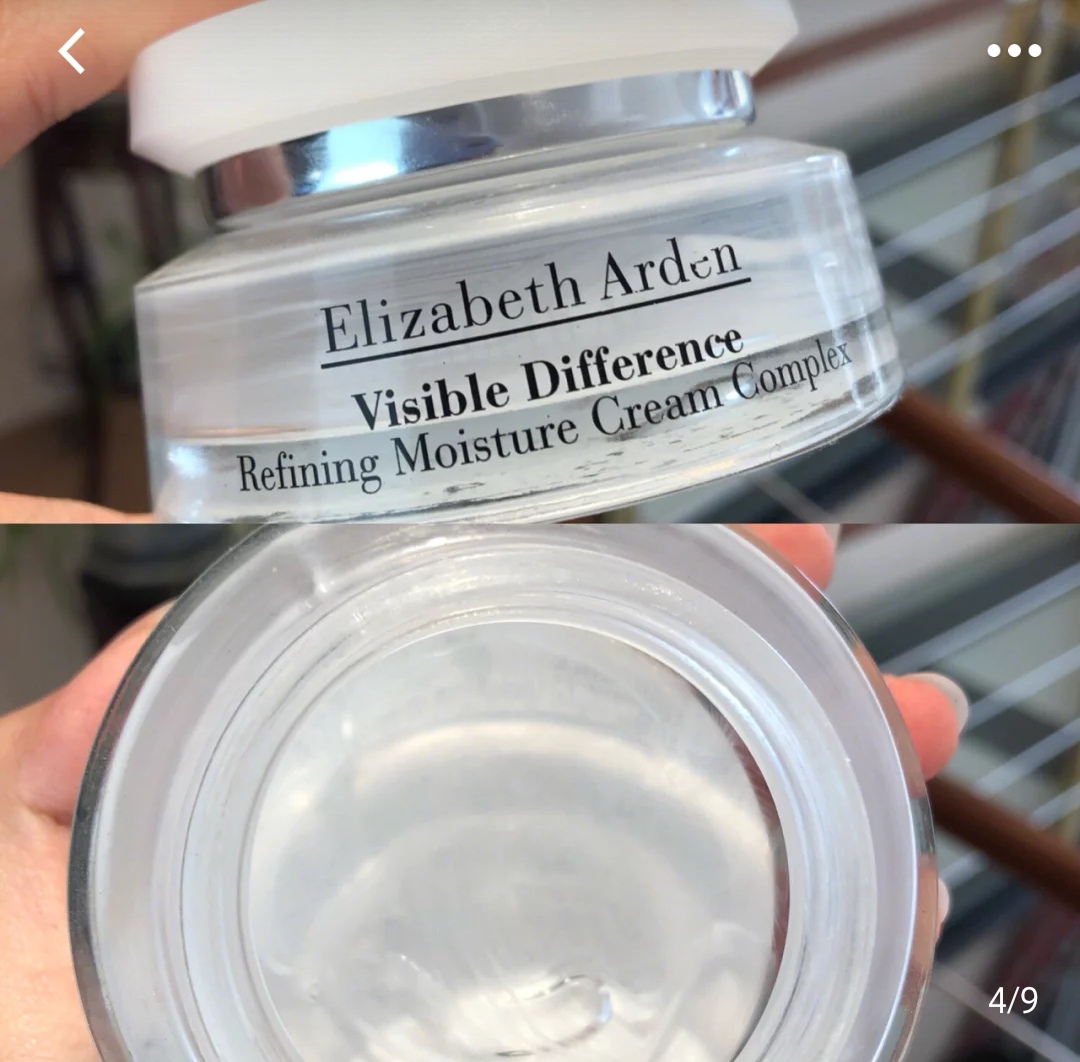 Elizabeth Arden
Visible Difference
Refining Moisture Cream Complex
4/9